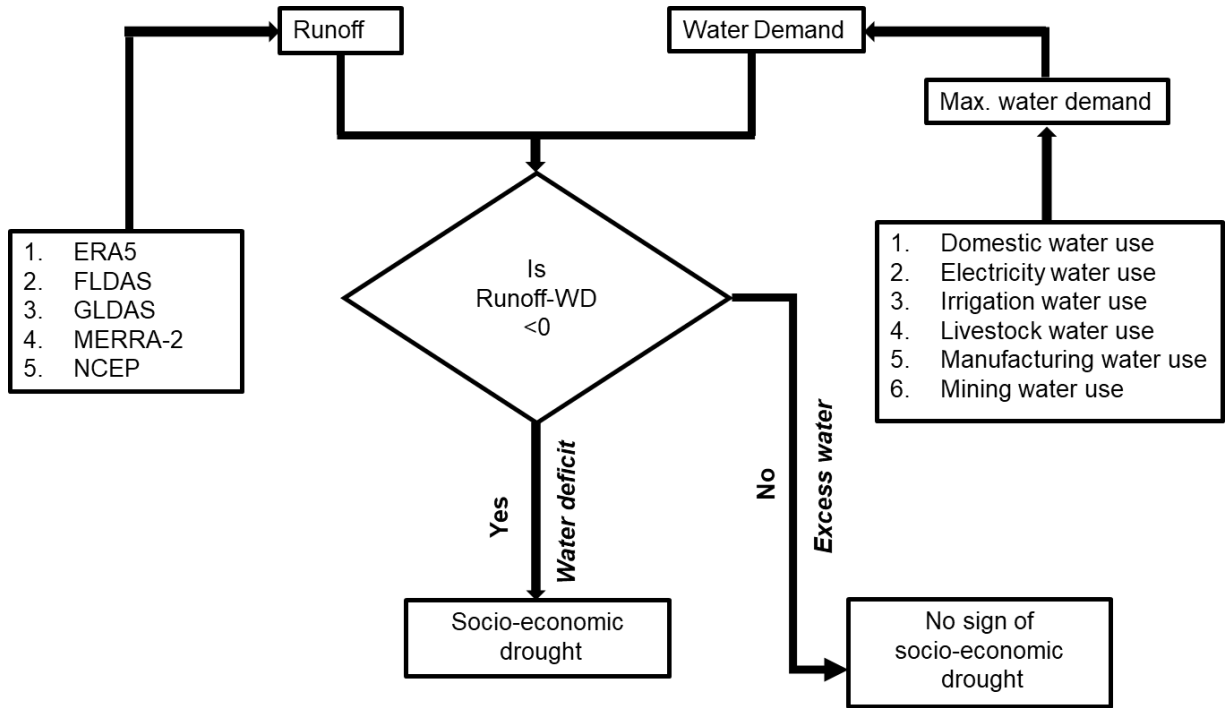 Runoff
Water Demand
Max. water demand
1. ERA5
2. FLDAS
3. GLDAS
4. MERRA-2
5. NCEP
Is
Runoff-WD
<0
1. Domestic water use
2. Electricity water use
3. Irrigation water use
4. Livestock water use
5. Manufacturing water use
6. Mining water use
Yes
Water deficit
No
Excess water
Socio-economic
drought
No sign of
socio-economic
drought